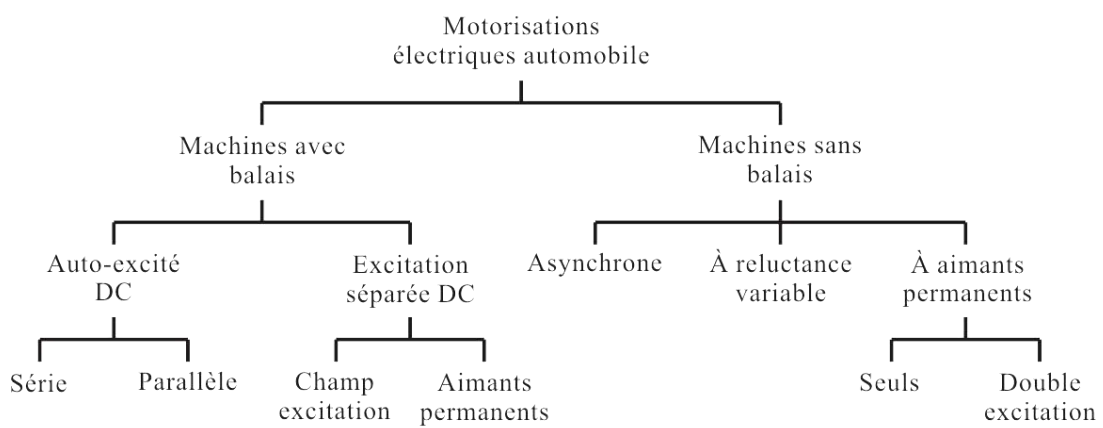 Motorisations
électriques automobile
Machines avec
balais
Machines sans
balais
Auto-excité
DC
Excitation
séparée DC
Asynchrone
À reluctance
variable
À aimants
permanents
Série
Parallèle
Champ
excitation
Aimants
permanents
Seuls
Double
excitation